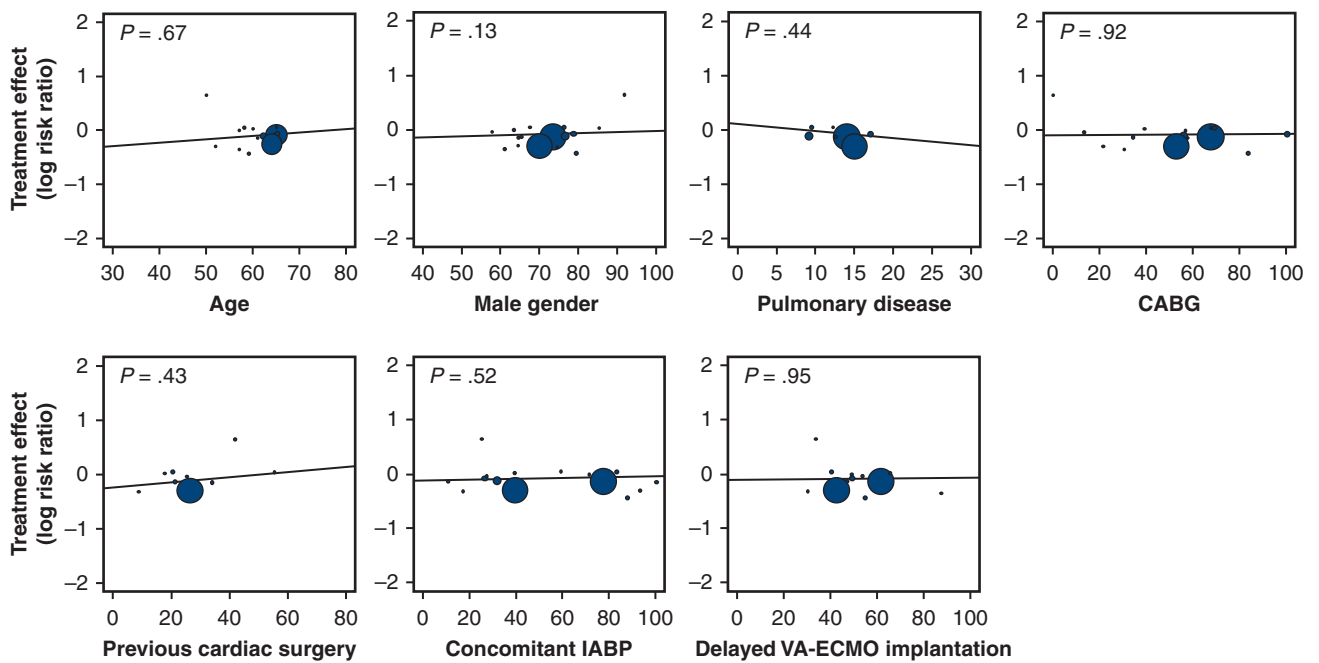 Treatment effect
(log risk ratio)
2
1
0
–1
–2
P = .67
30 40 50 60 70 80
Age
2
1
0
–1
–2
P = .13
40 50 60 70 80 90 100
Male gender
2
1
0
–1
–2
P = .44
0 5 10 15 20 25 30
Pulmonary disease
2
1
0
–1
–2
P = .92
0 20 40 60 80 100
CABG
Treatment effect
(log risk ratio)
2
1
0
–1
–2
P = .43
0 20 40 60 80
Previous cardiac surgery
2
1
0
–1
–2
P = .52
0 20 40 60 80 100
Concomitant IABP
2
1
0
–1
–2
P = .95
0 20 40 60 80 100
Delayed VA-ECMO implantation